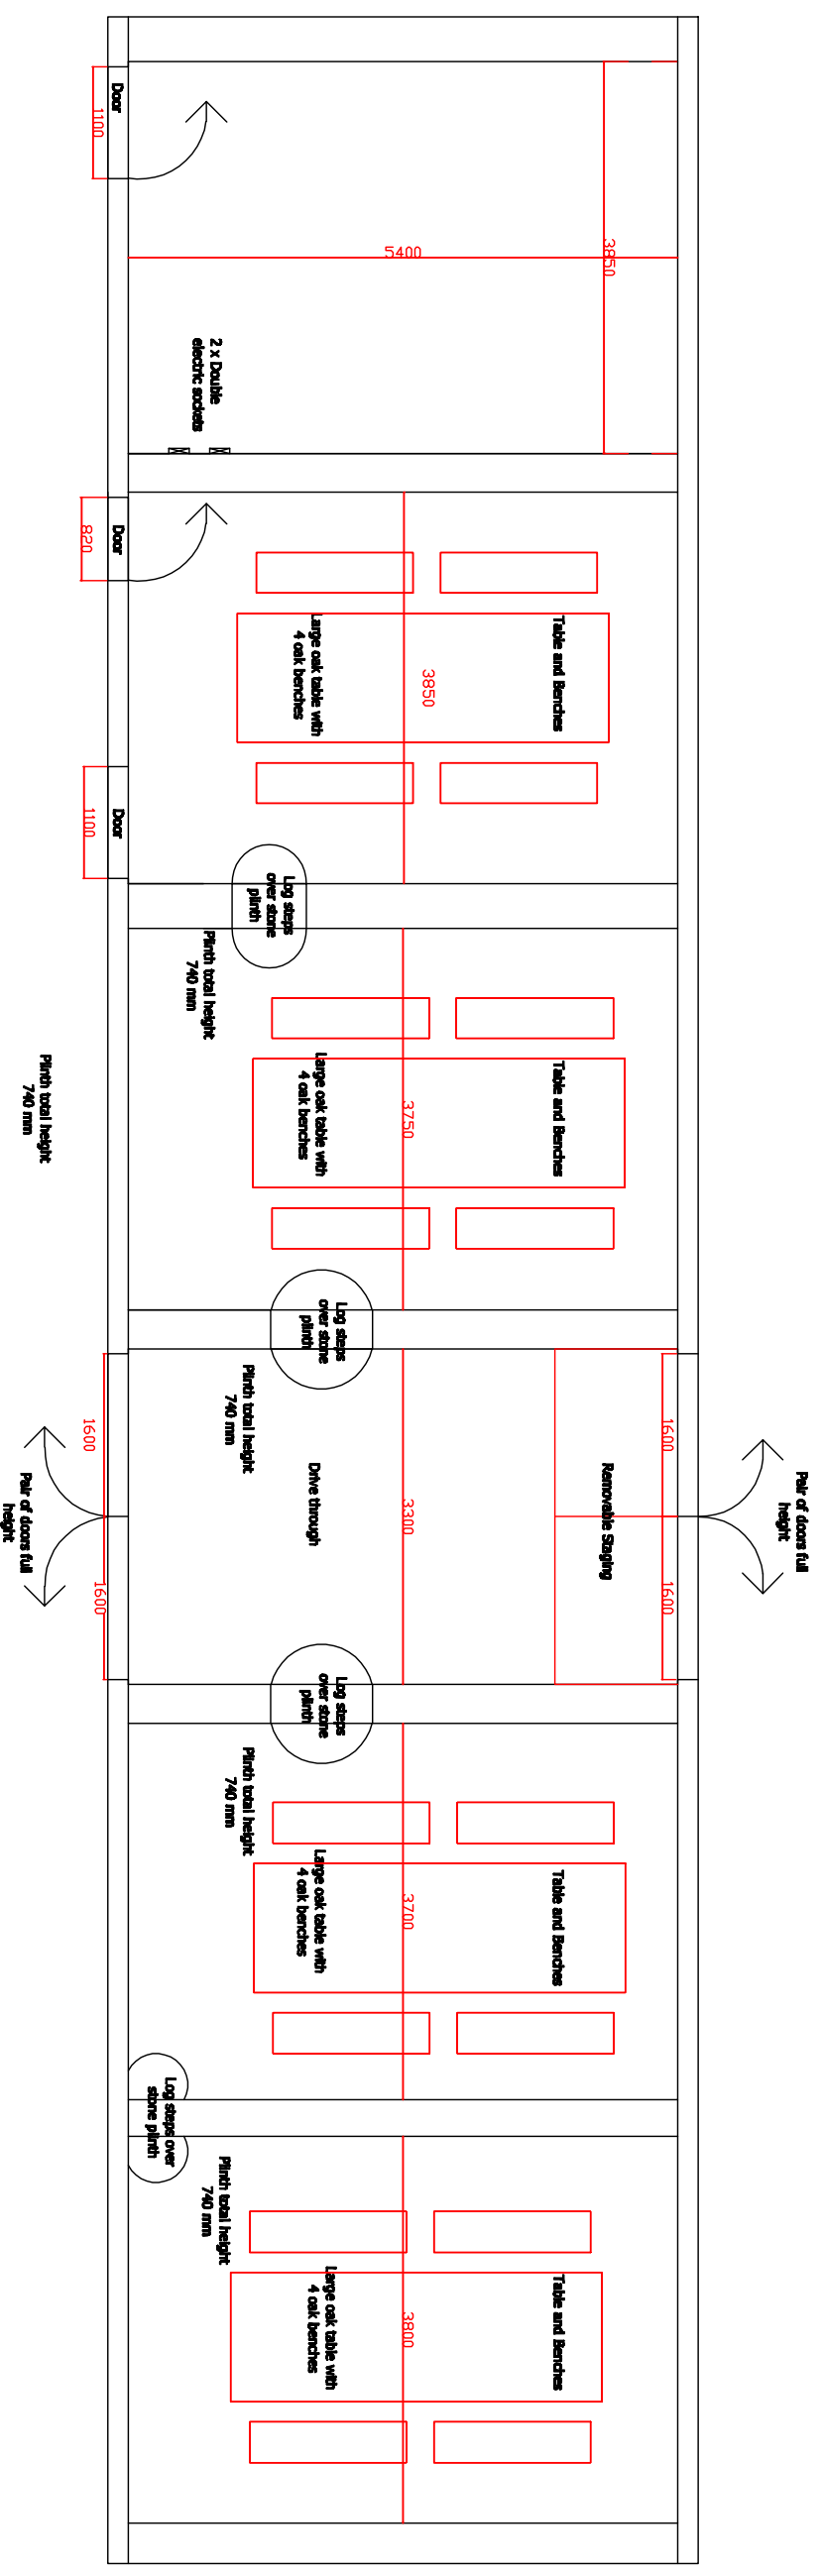 Door
1100
5400
3850
2 x Double
electric sockets
Door
820
Large oak table with
4 oak benches
Table and Benches
3850
Door
1100
Log steps
over stone
plinth
Plinth total height
740 mm
Plinth total height
740 mm
Large oak table with
4 oak benches
Table and Benches
3750
Log steps
over stone
plinth
Plinth total height
740 mm
1600
1600
Pair of doors full
height
Drive through
3300
Removable Staging
1600
1600
Pair of doors full
height
Log steps
over stone
plinth
Plinth total height
740 mm
Large oak table with
4 oak benches
Table and Benches
3700
Log steps over
stone plinth
Plinth total height
740 mm
Large oak table with
4 oak benches
Table and Benches
3800